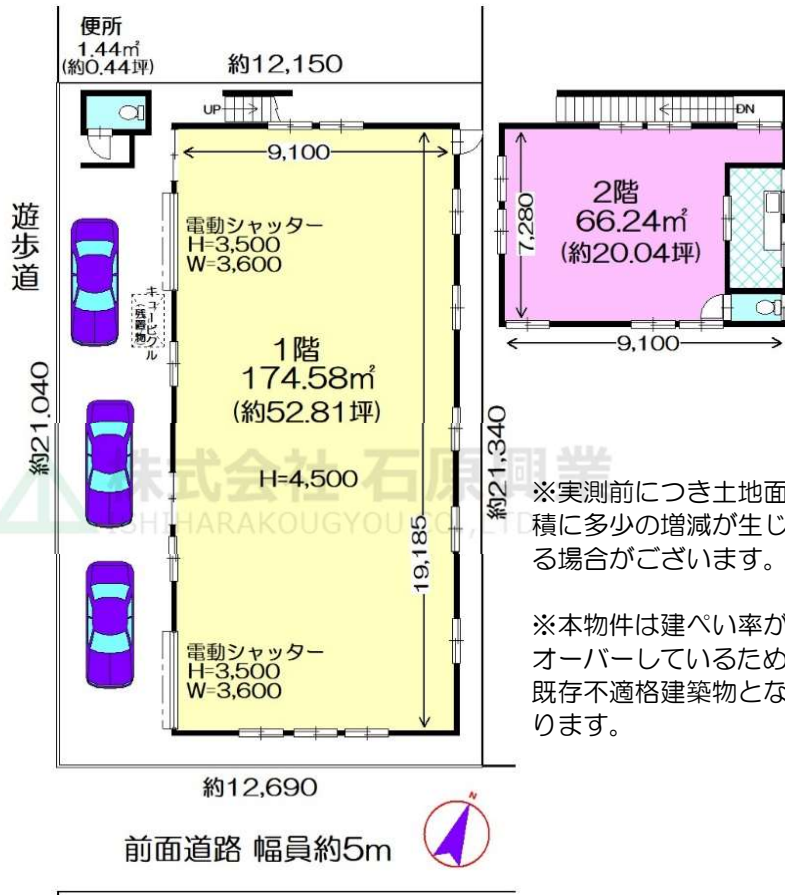 便所
1.44㎡
(約0.44坪)
約12,150
UP
DN
9,100
遊歩道
電動シャッター
H=3,500
W=3,600
キュービクル
(残置物)
2階
66.24㎡
(約20.04坪)
7,280
9,100
1階
174.58㎡
(約52.81坪)
H=4,500
約21,040
約21,340
19,185
株式会社 石原興業
ISHIHARAKOUGYOU CO.,LTD
※実測前につき土地面
積に多少の増減が生じ
る場合がございます。
※本物件は建ぺい率が
オーバーしているため
既存不適格建築物とな
ります。
電動シャッター
H=3,500
W=3,600
約12,690
前面道路 幅員約5m
N